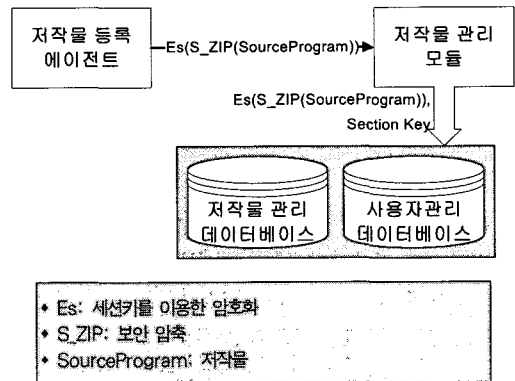 저작물 등록
에이전트
Es(S_ZIP(SourceProgram))
저작물 관리
모듈
Es(S_ZIP(SourceProgram)),
Section Key
저작물 관리
데이터베이스
사용자관리
데이터베이스
• Es: 세션키를 이용한 암호화
• S_ZIP: 보안 압축
• SourceProgram: 저작물